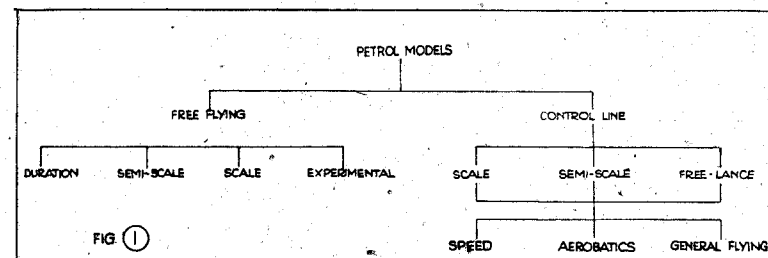 PETROL MODELS
FREE FLYING
CONTROL LINE
DURATION
SEMI-SCALE
SCALE
EXPERIMENTAL
SCALE
SEMI-SCALE
FREE-LANCE
FIG 1
SPEED
AEROBATICS
GENERAL FLYING